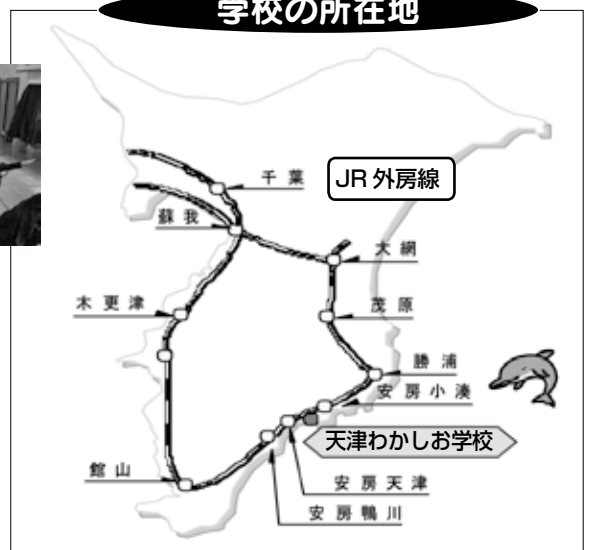 学校の所在地
千葉
JR外房線
蘇我
大網
木更津
茂原
勝浦
安房小湊
天津わかしお学校
館山
安房天津
安房鴨川